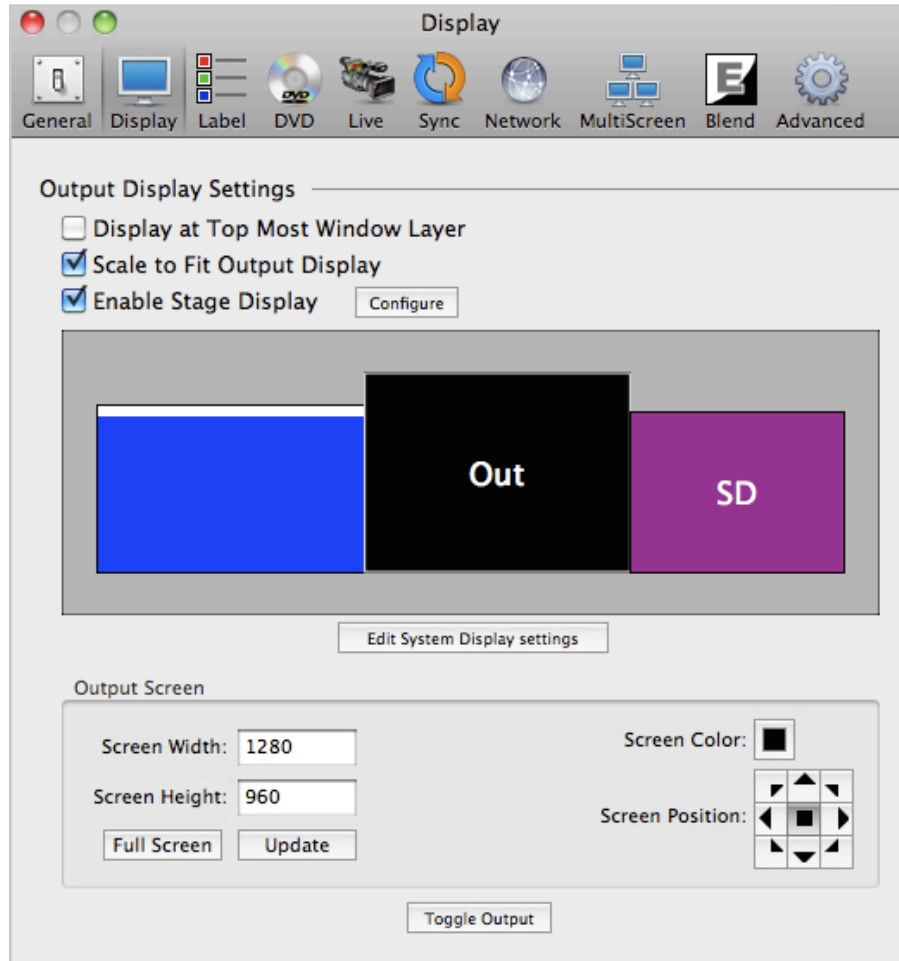 Display
General Display Label DVD Live Sync Network MultiScreen Blend Advanced
Output Display Settings
Display at Top Most Window Layer
Scale to Fit Output Display
Enable Stage Display Configure
Out
SD
Edit System Display settings
Output Screen
Screen Width: 1280
Screen Color:
Screen Height: 960
Screen Position:
Full Screen Update
Toggle Output